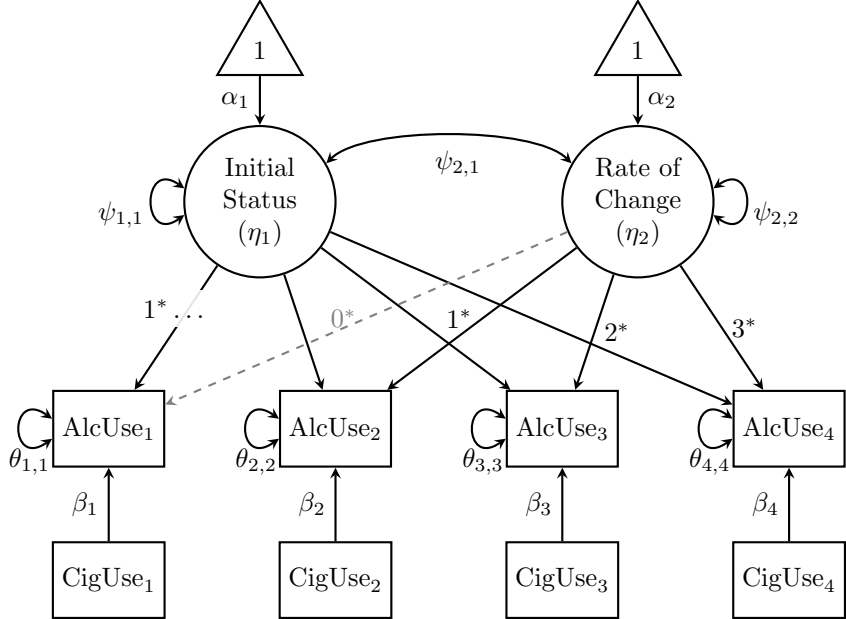 1
1
α₁
α₂
Initial
Status
(η₁)
Rate of
Change
(η₂)
ψ₂,₁
ψ₁,₁
ψ₂,₂
1* …
0*
1*
2*
3*
AlcUse₁
AlcUse₂
AlcUse₃
AlcUse₄
θ₁,₁
θ₂,₂
θ₃,₃
θ₄,₄
β₁
β₂
β₃
β₄
CigUse₁
CigUse₂
CigUse₃
CigUse₄